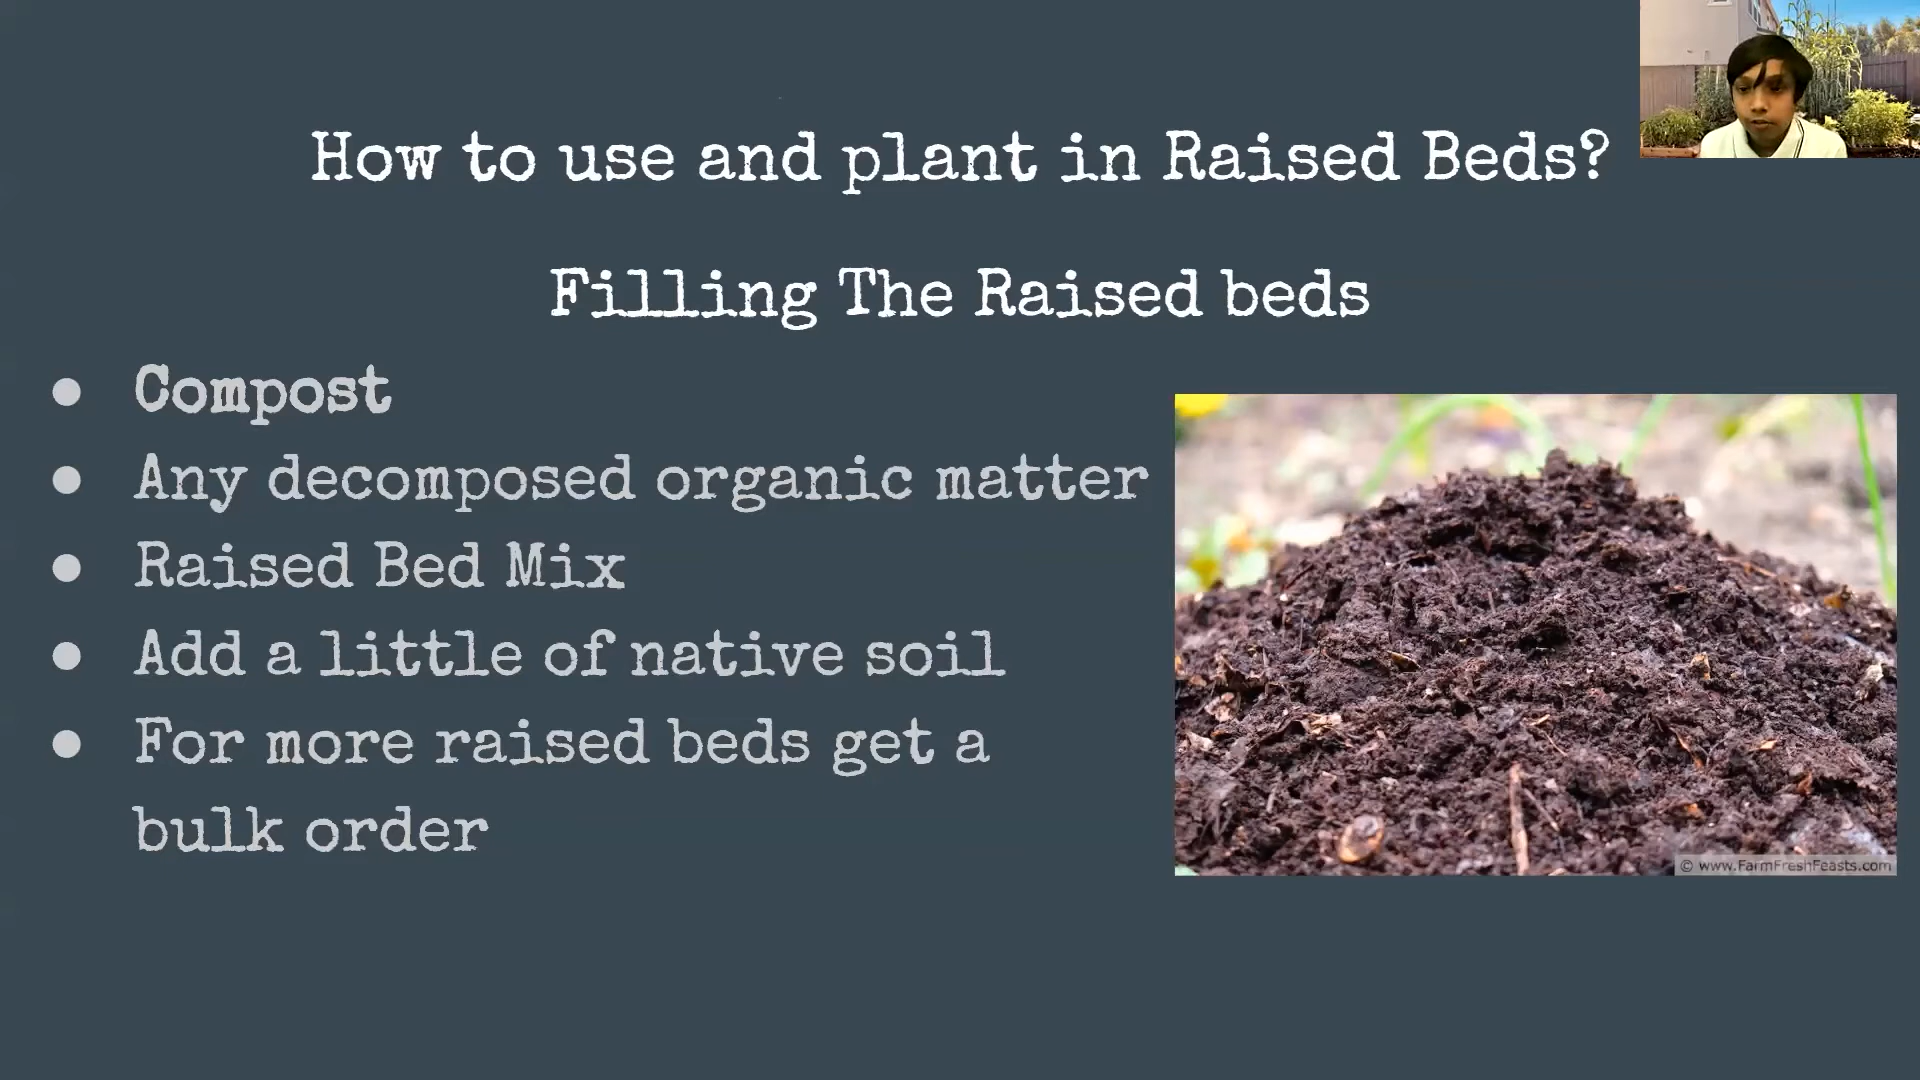 How to use and plant in Raised Beds?
Filling The Raised beds
● Compost
● Any decomposed organic matter
● Raised Bed Mix
● Add a little of native soil
● For more raised beds get a
bulk order
© www.FarmFreshFeasts.com